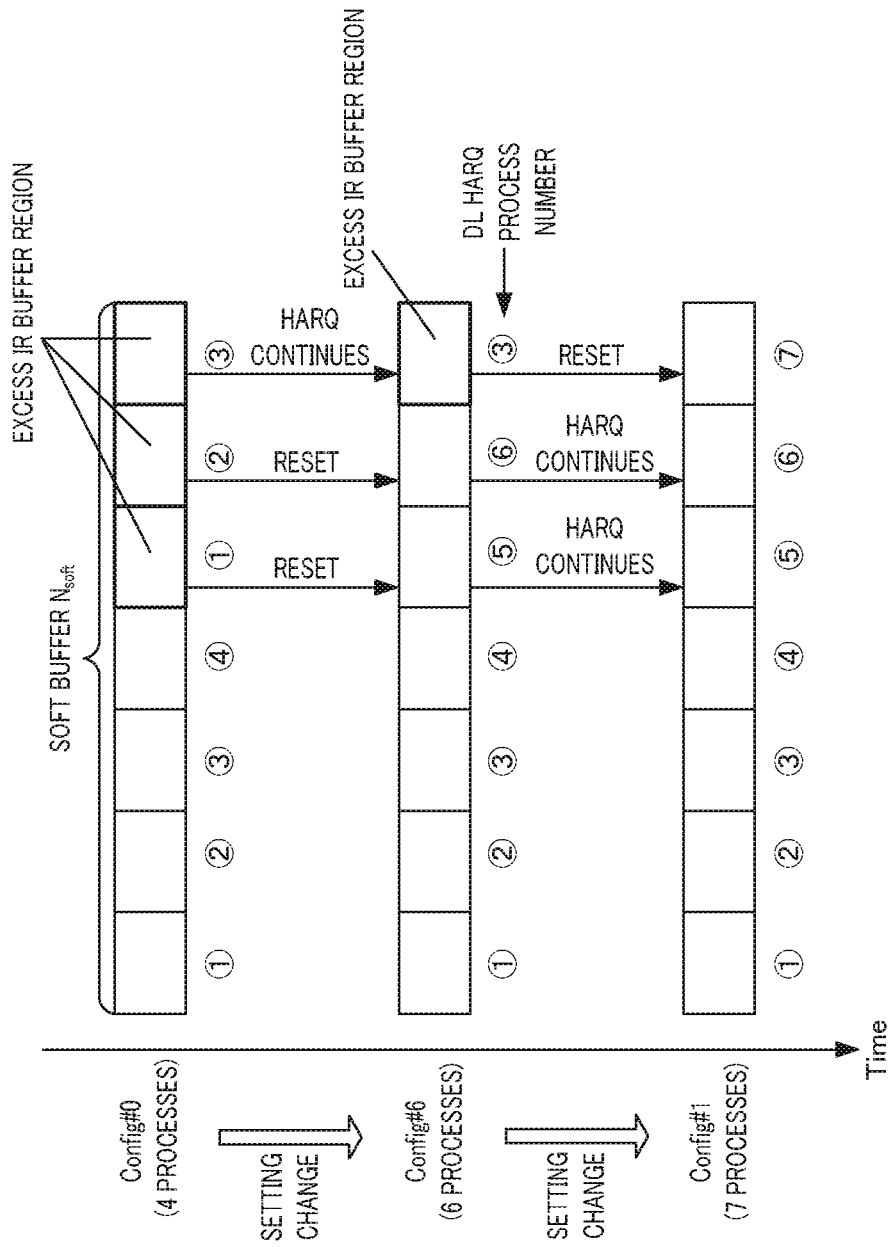 EXCESS IR BUFFER REGION
SOFT BUFFER Nsoft
Config#0
(4 PROCESSES)
① ② ③ ④ ① ② ③
SETTING
CHANGE
RESET
RESET
HARQ
CONTINUES
EXCESS IR BUFFER REGION
Config#6
(6 PROCESSES)
① ② ③ ④ ⑤ ⑥ ③
DL HARQ
PROCESS
NUMBER
SETTING
CHANGE
HARQ
CONTINUES
HARQ
CONTINUES
RESET
Config#1
(7 PROCESSES)
① ② ③ ④ ⑤ ⑥ ⑦
Time